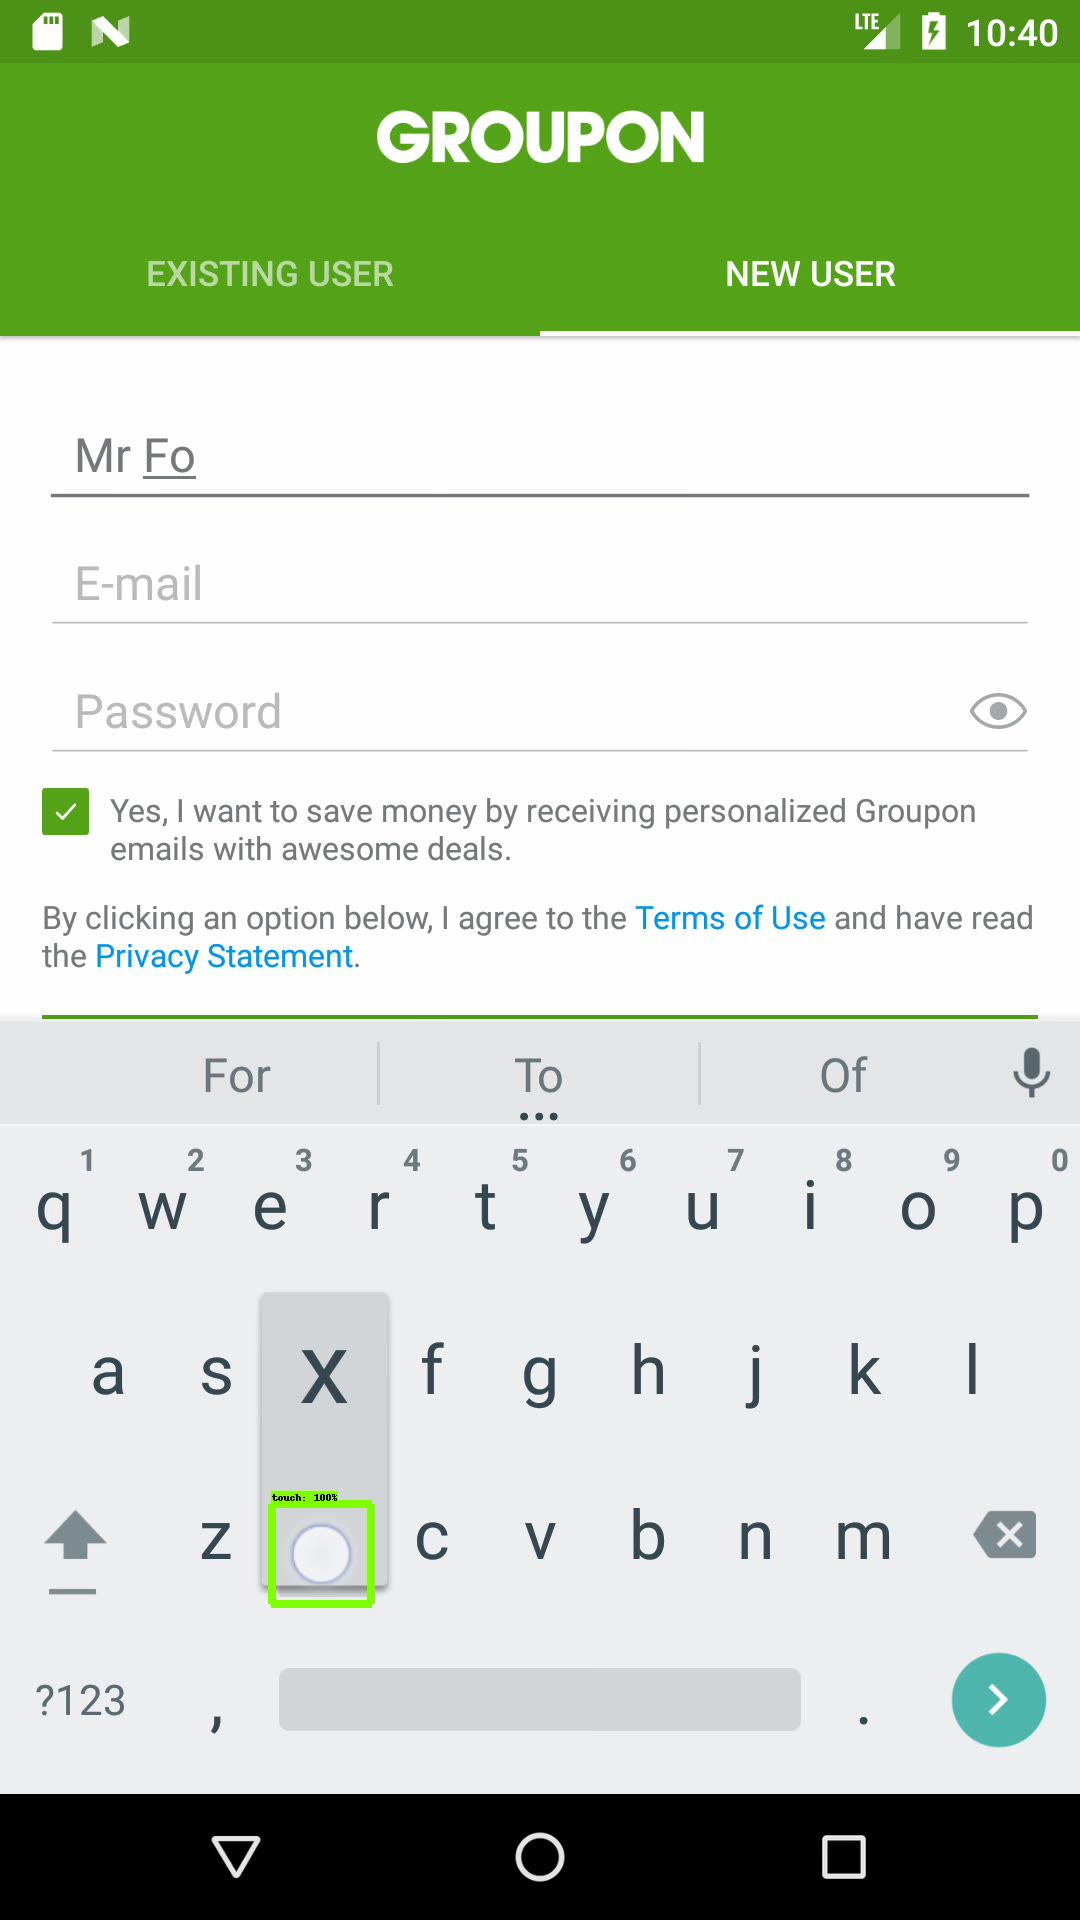 LTE 10:40
GROUPON
EXISTING USER NEW USER
Mr Fo
E-mail
Password
Yes, I want to save money by receiving personalized Groupon
emails with awesome deals.
By clicking an option below, I agree to the Terms of Use and have read
the Privacy Statement.
For To Of
1 2 3 4 5 6 7 8 9 0
q w e r t y u i o p
a s x f g h j k l
touch: 100%
z c v b n m
?123 , .